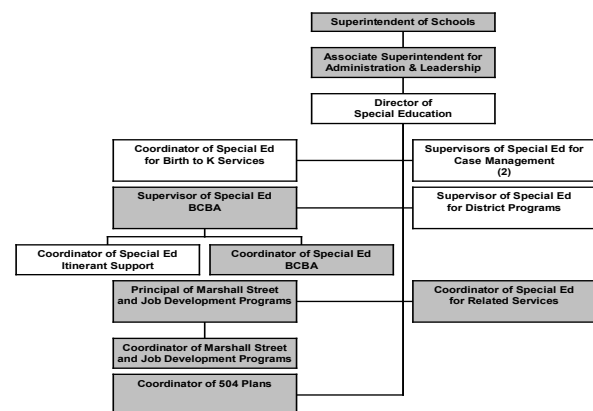 Superintendent of Schools
Associate Superintendent for
Administration & Leadership
Director of
Special Education
Coordinator of Special Ed
for Birth to K Services
Supervisors of Special Ed for
Case Management
(2)
Supervisor of Special Ed
BCBA
Supervisor of Special Ed
for District Programs
Coordinator of Special Ed
Itinerant Support
Coordinator of Special Ed
BCBA
Principal of Marshall Street
and Job Development Programs
Coordinator of Special Ed
for Related Services
Coordinator of Marshall Street
and Job Development Programs
Coordinator of 504 Plans